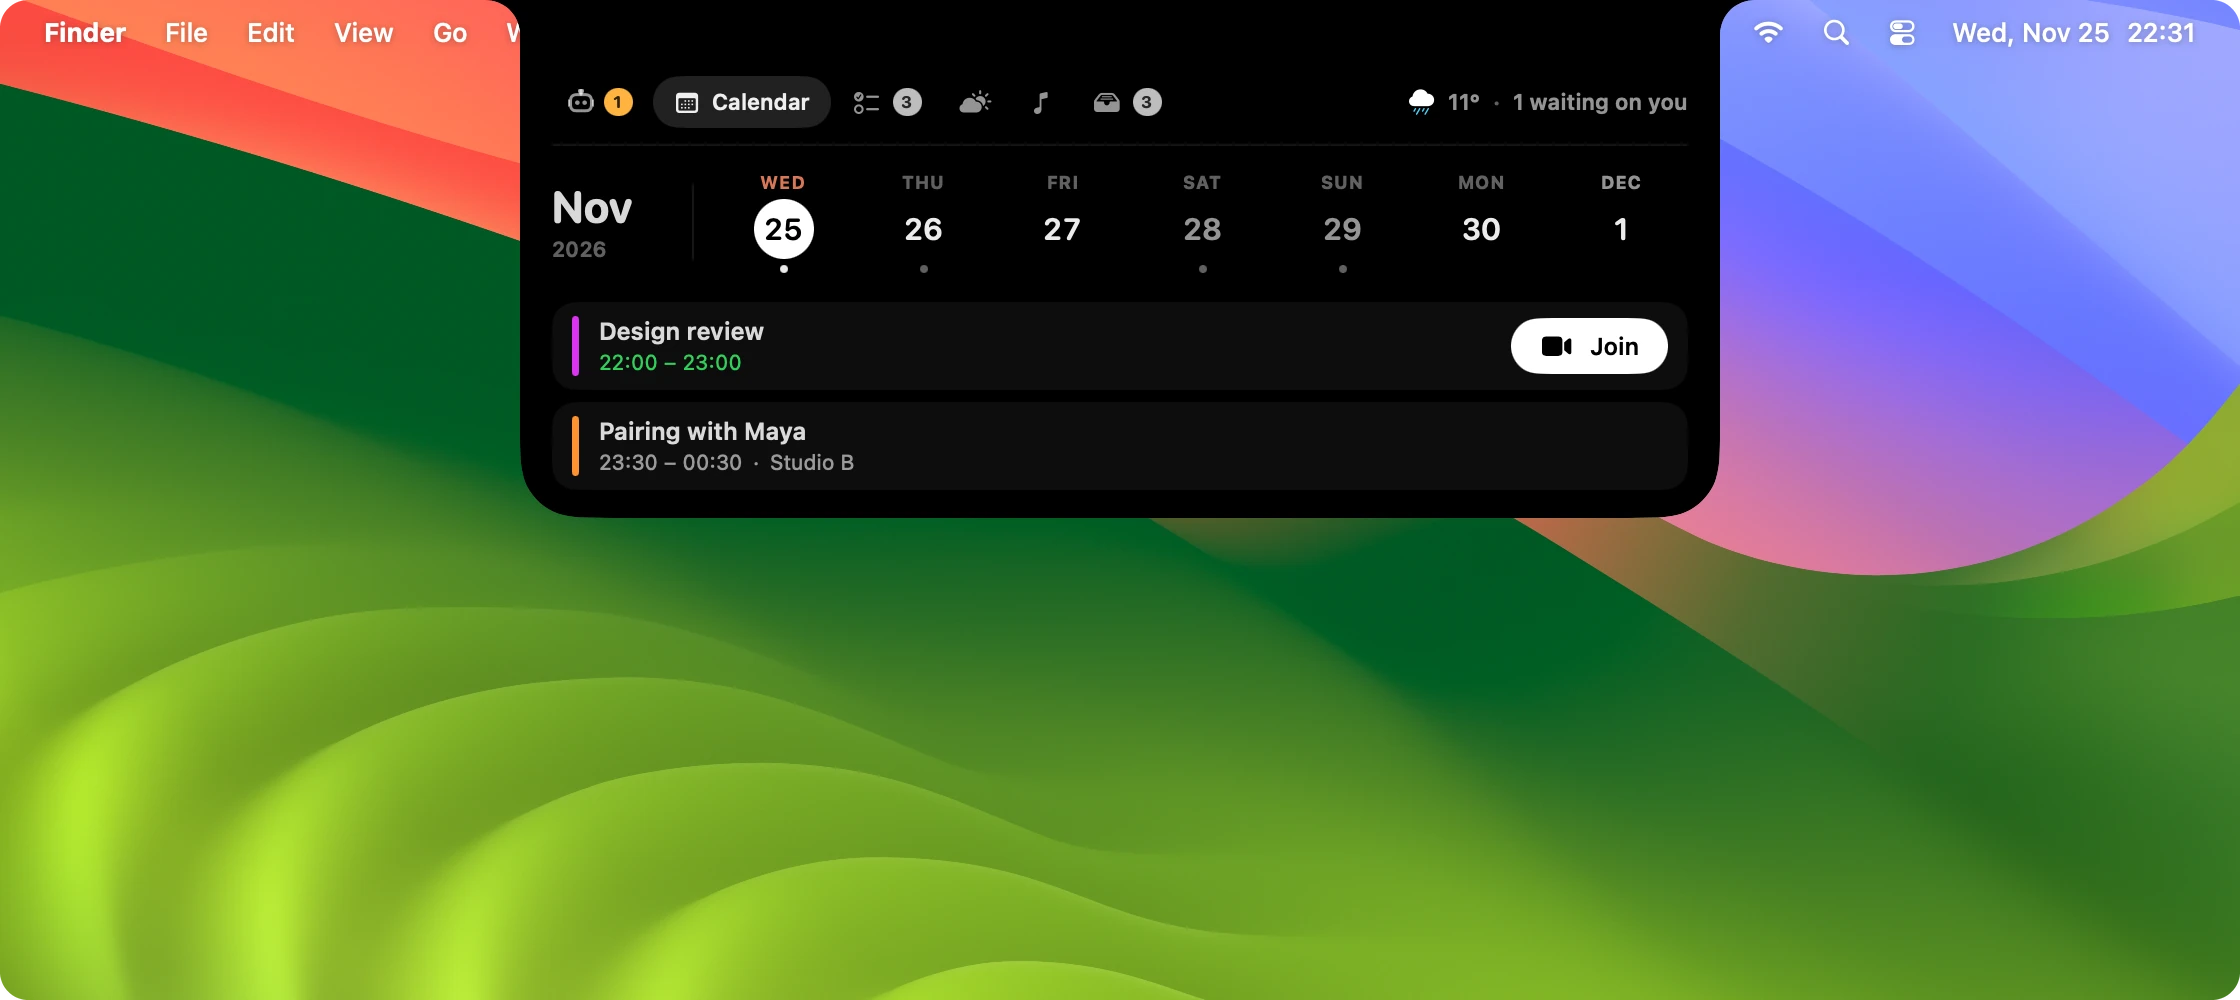 Finder File Edit View Go W
Wed, Nov 25 22:31
1 Calendar 3 3
11° · 1 waiting on you
Nov
2026
WED THU FRI SAT SUN MON DEC
25 26 27 28 29 30 1
Design review
22:00 – 23:00
Join
Pairing with Maya
23:30 – 00:30 · Studio B